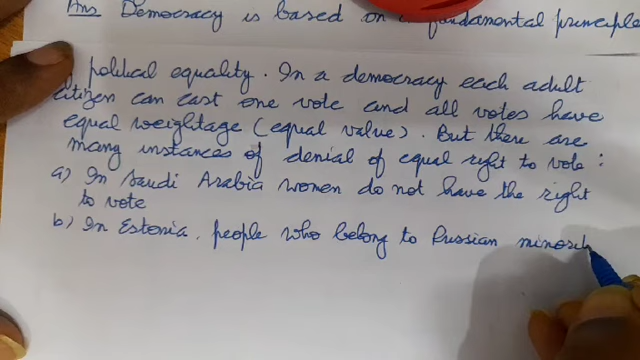 Ans Democracy is based on fundamental principle
political equality. In a democracy each adult
citizen can cast one vote and all votes have
equal weightage (equal value). But there are
many instances of denial of equal right to vote:
a) In Saudi Arabia women do not have the right
to vote
b) In Estonia, people who belong to Russian minority